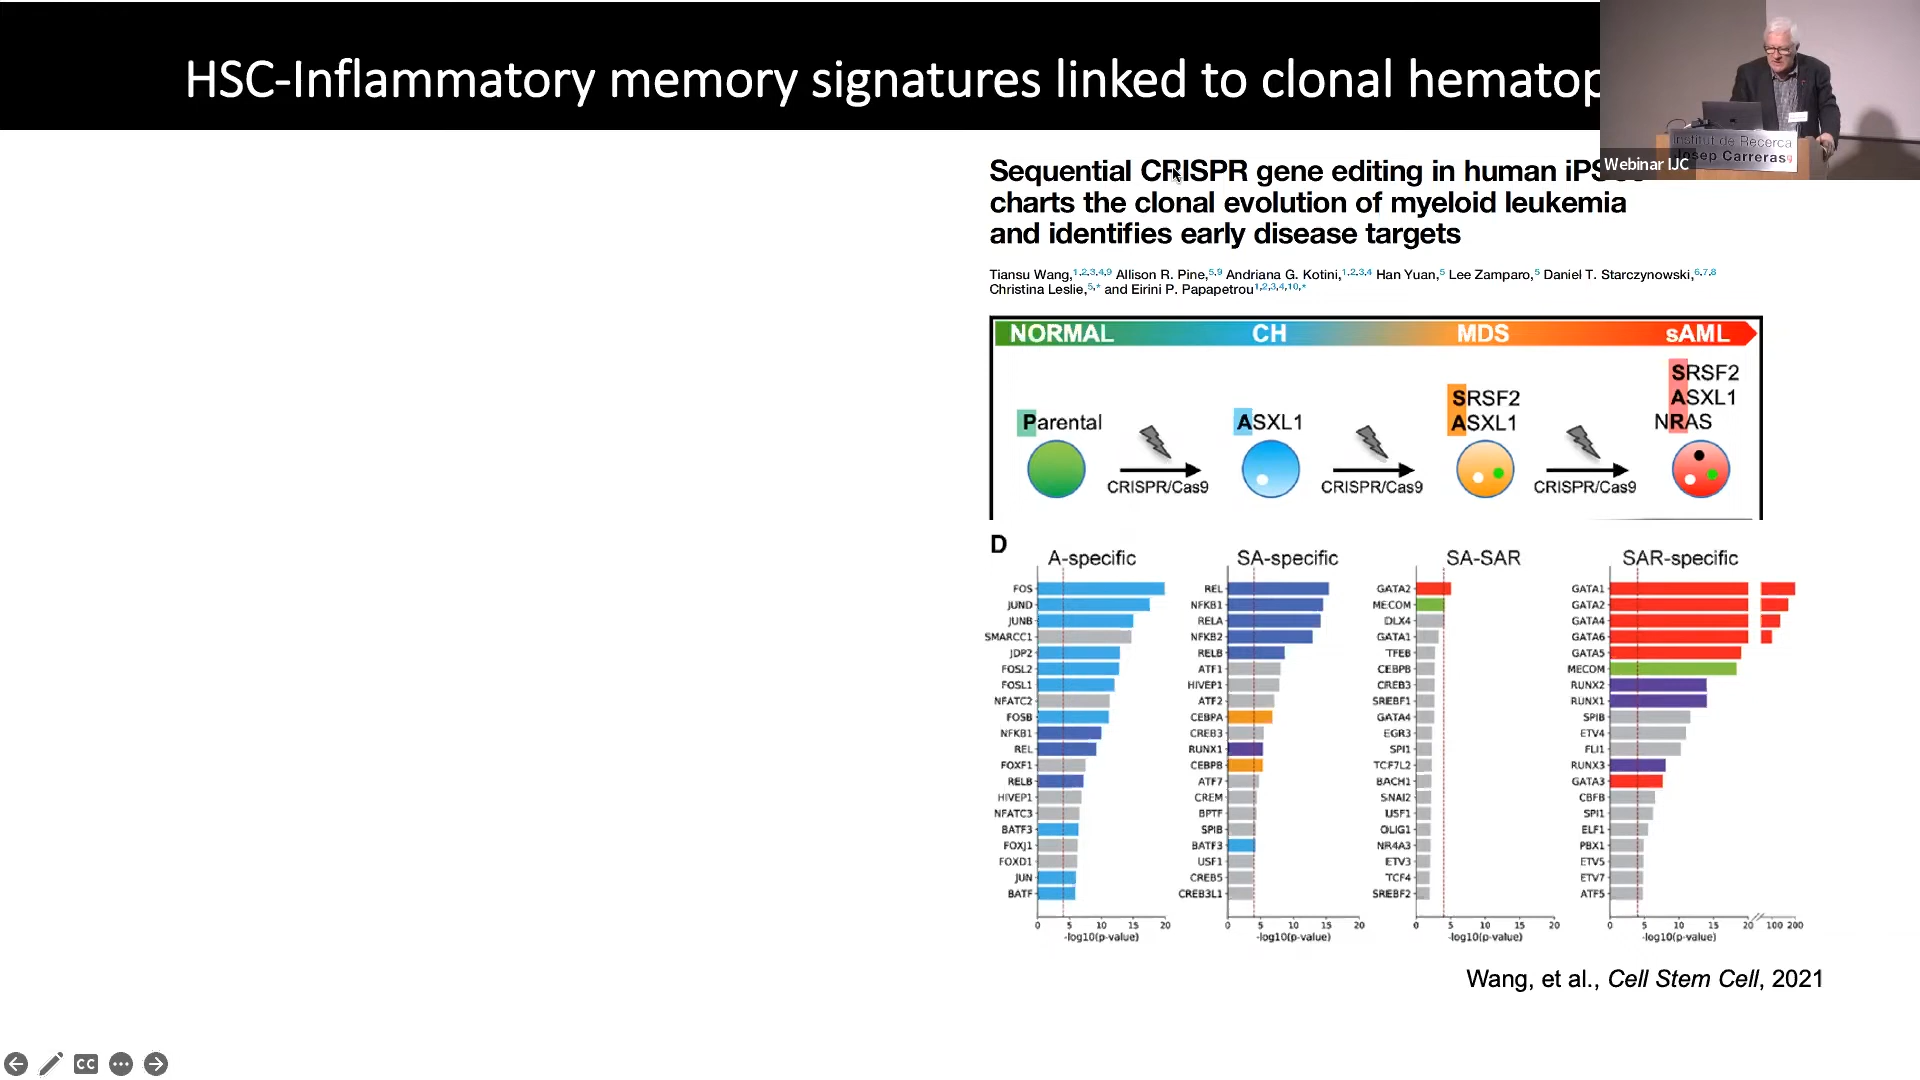 HSC-Inflammatory memory signatures linked to clonal hematop
Institut de Recerca
Josep Carreras
Webinar IJC
Sequential CRISPR gene editing in human
charts the clonal evolution of myeloid leukemia
and identifies early disease targets
Tiansu Wang,1,2,3,4,9 Allison R. Pine,5,9 Andriana G. Kotini,1,2,3,4 Han Yuan,5 Lee Zamparo,5 Daniel T. Starczynowski,6,7,8
Christina Leslie,5,* and Eirini P. Papapetrou1,2,3,4,10,*
NORMAL CH MDS sAML
Parental
CRISPR/Cas9
ASXL1
CRISPR/Cas9
SRSF2
ASXL1
CRISPR/Cas9
SRSF2
ASXL1
NRAS
D
A-specific
FOS
JUND
JUNB
SMARCC1
JDP2
FOSL2
FOSL1
NFATC2
FOSB
NFKB1
REL
FOXF1
RELB
HIVEP1
NFATC3
BATF3
FOXJ1
FOXD1
JUN
BATF
0 5 10 15 20
-log10(p-value)
SA-specific
REL
NFKB1
RELA
NFKB2
RELB
ATF1
HIVEP1
ATF2
CEBPA
CREB3
RUNX1
CEBPB
ATF7
CREM
BPTF
SPIB
BATF3
USF1
CREB5
CREB3L1
0 5 10 15 20
-log10(p-value)
SA-SAR
GATA2
MECOM
DLX4
GATA1
TFEB
CEBPB
CREB3
SREBF1
GATA4
EGR3
SPI1
TCF7L2
BACH1
SNAI2
USF1
OLIG1
NR4A3
ETV3
TCF4
SREBF2
0 5 10 15 20
-log10(p-value)
SAR-specific
GATA1
GATA2
GATA4
GATA6
GATA5
MECOM
RUNX2
RUNX1
SPIB
ETV4
FLI1
RUNX3
GATA3
CBFB
SPI1
ELF1
PBX1
ETV5
ETV7
ATF5
0 5 10 15 20 100 200
-log10(p-value)
Wang, et al., Cell Stem Cell, 2021
CC